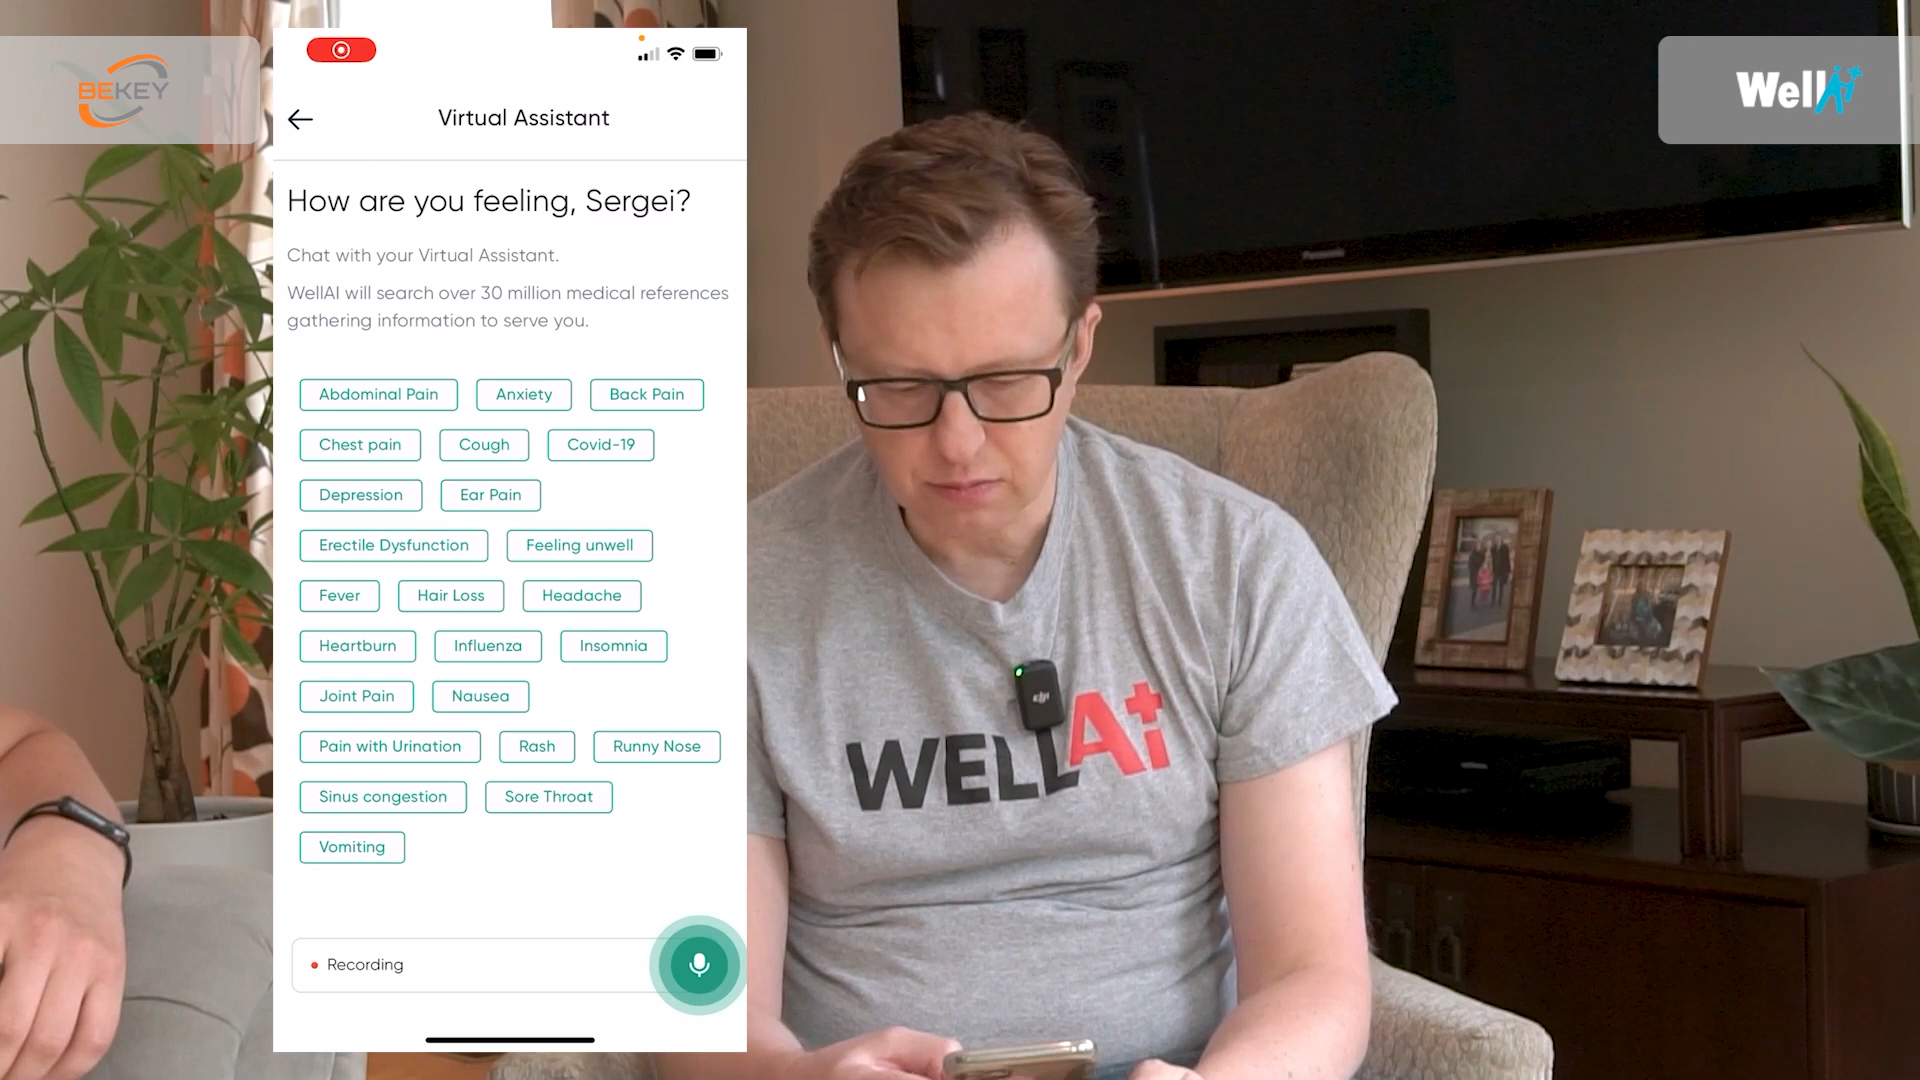 BEKEY
WellAi
Virtual Assistant
How are you feeling, Sergei?
Chat with your Virtual Assistant.
WellAI will search over 30 million medical references
gathering information to serve you.
Abdominal Pain Anxiety Back Pain
Chest pain Cough Covid-19
Depression Ear Pain
Erectile Dysfunction Feeling unwell
Fever Hair Loss Headache
Heartburn Influenza Insomnia
Joint Pain Nausea
Pain with Urination Rash Runny Nose
Sinus congestion Sore Throat
Vomiting
Recording
Panasonic
dji
WELLAi